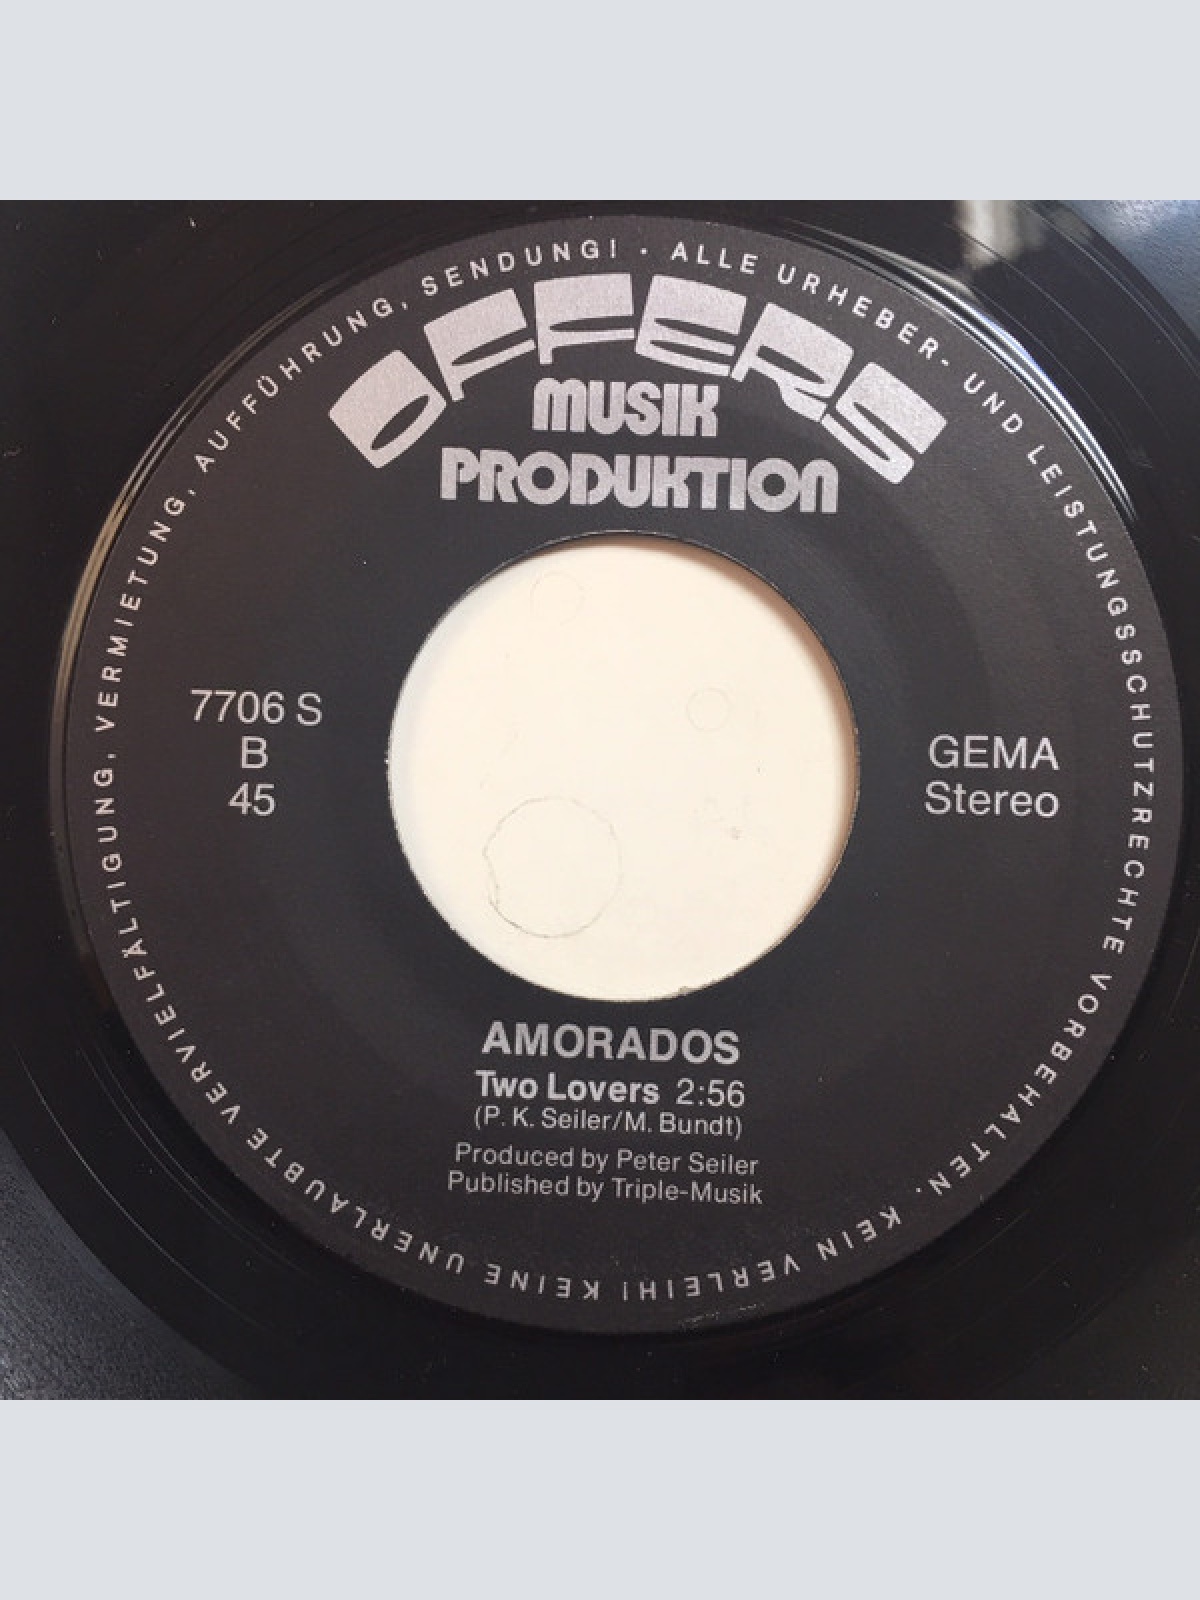 ALLE URHEBER- UND LEISTUNGSSCHUTZRECHTE VORBEHALTEN. KEIN VERLEIH! KEINE UNERLAUBTE VERVIELFÄLTIGUNG, VERMIETUNG, AUFFÜHRUNG, SENDUNG! ·
OFFERS
MUSIK
PRODUKTION
7706 S
B
45
GEMA
Stereo
AMORADOS
Two Lovers 2:56
(P. K. Seiler/M. Bundt)
Produced by Peter Seiler
Published by Triple-Musik